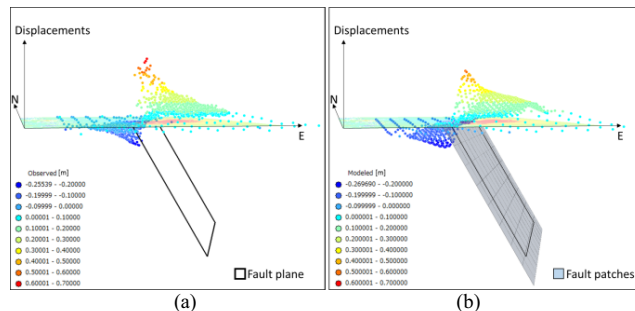 Displacements
N
E
Observed [m]
-0.25539 - -0.20000
-0.19999 - -0.10000
-0.09999 - 0.00000
0.00001 - 0.10000
0.10001 - 0.20000
0.20001 - 0.30000
0.30001 - 0.40000
0.40001 - 0.50000
0.50001 - 0.60000
0.60001 - 0.70000
Fault plane
(a)
Displacements
N
E
Modeled [m]
-0.269690 - -0.200000
-0.199999 - -0.100000
-0.099999 - 0.000000
0.000001 - 0.100000
0.100001 - 0.200000
0.200001 - 0.300000
0.300001 - 0.400000
0.400001 - 0.500000
0.500001 - 0.600000
0.600001 - 0.700000
Fault patches
(b)